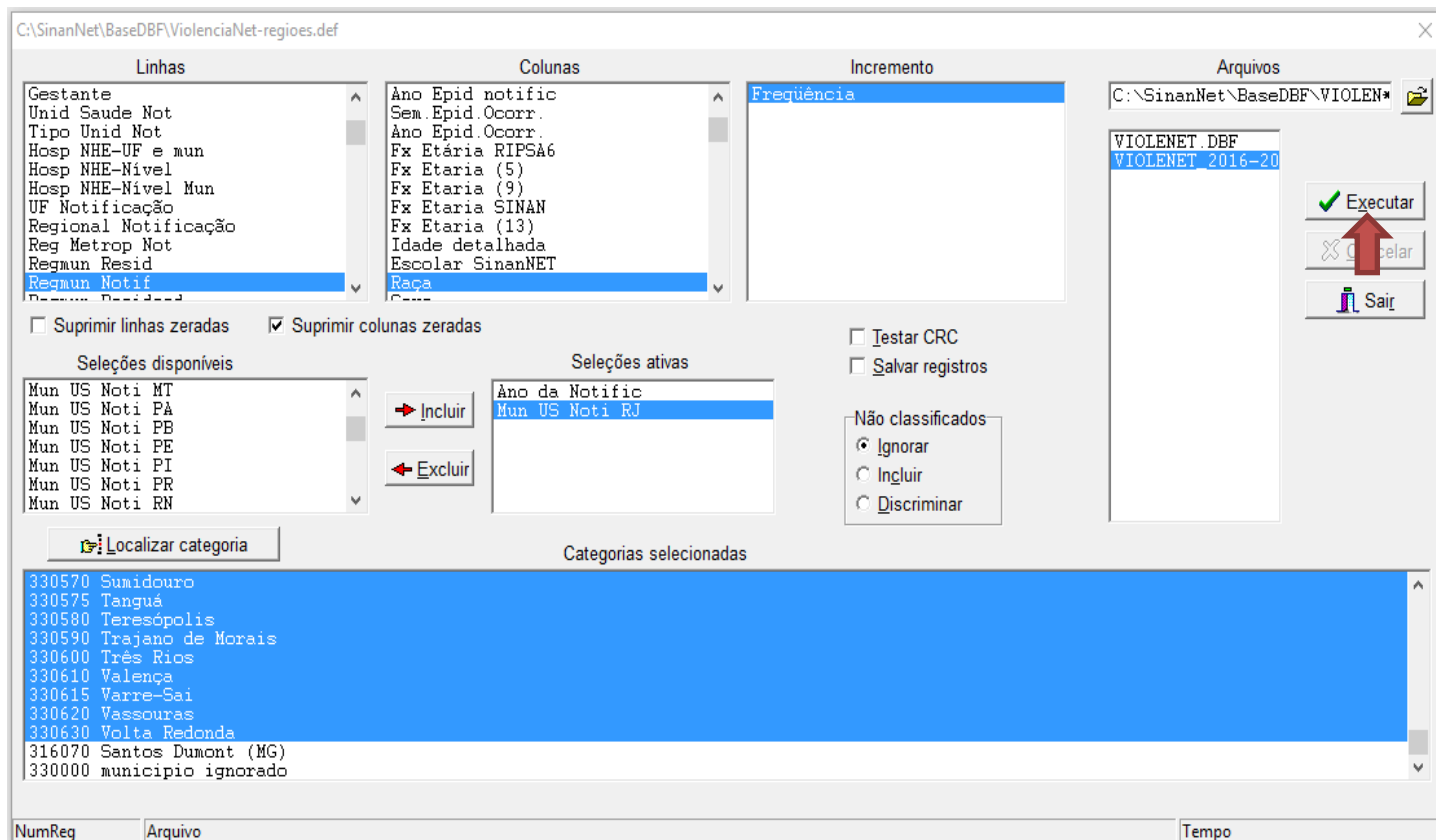 C:\SinanNet\BaseDBF\ViolenciaNet-regioes.def
Linhas
Gestante
Unid Saude Not
Tipo Unid Not
Hosp NHE-UF e mun
Hosp NHE-Nível
Hosp NHE-Nível Mun
UF Notificação
Regional Notificação
Reg Metrop Not
Regmun Resid
Regmun Notif
Colunas
Ano Epid notific
Sem.Epid.Ocorr.
Ano Epid.Ocorr.
Fx Etária RIPSA6
Fx Etaria (5)
Fx Etaria (9)
Fx Etaria SINAN
Fx Etaria (13)
Idade detalhada
Escolar SinanNET
Raça
Incremento
Freqüência
Arquivos
C:\SinanNet\BaseDBF\VIOLEN*
VIOLENET.DBF
VIOLENET_2016-20
Executar
Sair
Suprimir linhas zeradas
Suprimir colunas zeradas
Testar CRC
Salvar registros
Seleções disponíveis
Mun US Noti MT
Mun US Noti PA
Mun US Noti PB
Mun US Noti PE
Mun US Noti PI
Mun US Noti PR
Mun US Noti RN
Incluir
Excluir
Seleções ativas
Ano da Notific
Mun US Noti RJ
Não classificados
Ignorar
Incluir
Discriminar
Localizar categoria
Categorias selecionadas
330570 Sumidouro
330575 Tanguá
330580 Teresópolis
330590 Trajano de Morais
330600 Três Rios
330610 Valença
330615 Varre-Sai
330620 Vassouras
330630 Volta Redonda
316070 Santos Dumont (MG)
330000 municipio ignorado
NumReg
Arquivo
Tempo